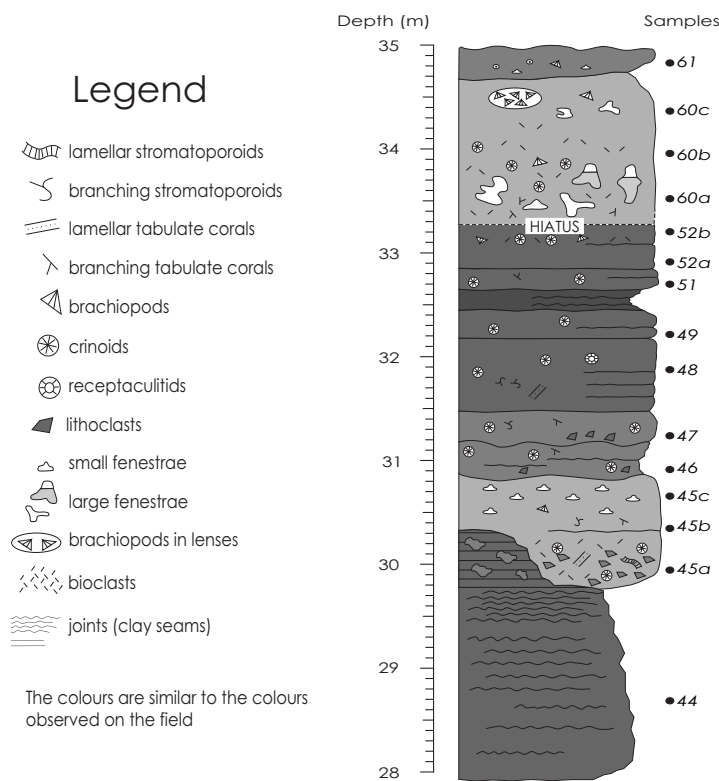 Depth (m)
Samples
Legend
lamellar stromatoporoids
branching stromatoporoids
lamellar tabulate corals
branching tabulate corals
brachiopods
crinoids
receptaculitids
lithoclasts
small fenestrae
large fenestrae
brachiopods in lenses
bioclasts
joints (clay seams)
The colours are similar to the colours
observed on the field
35
34
33
32
31
30
29
28
HIATUS
61
60c
60b
60a
52b
52a
51
49
48
47
46
45c
45b
45a
44